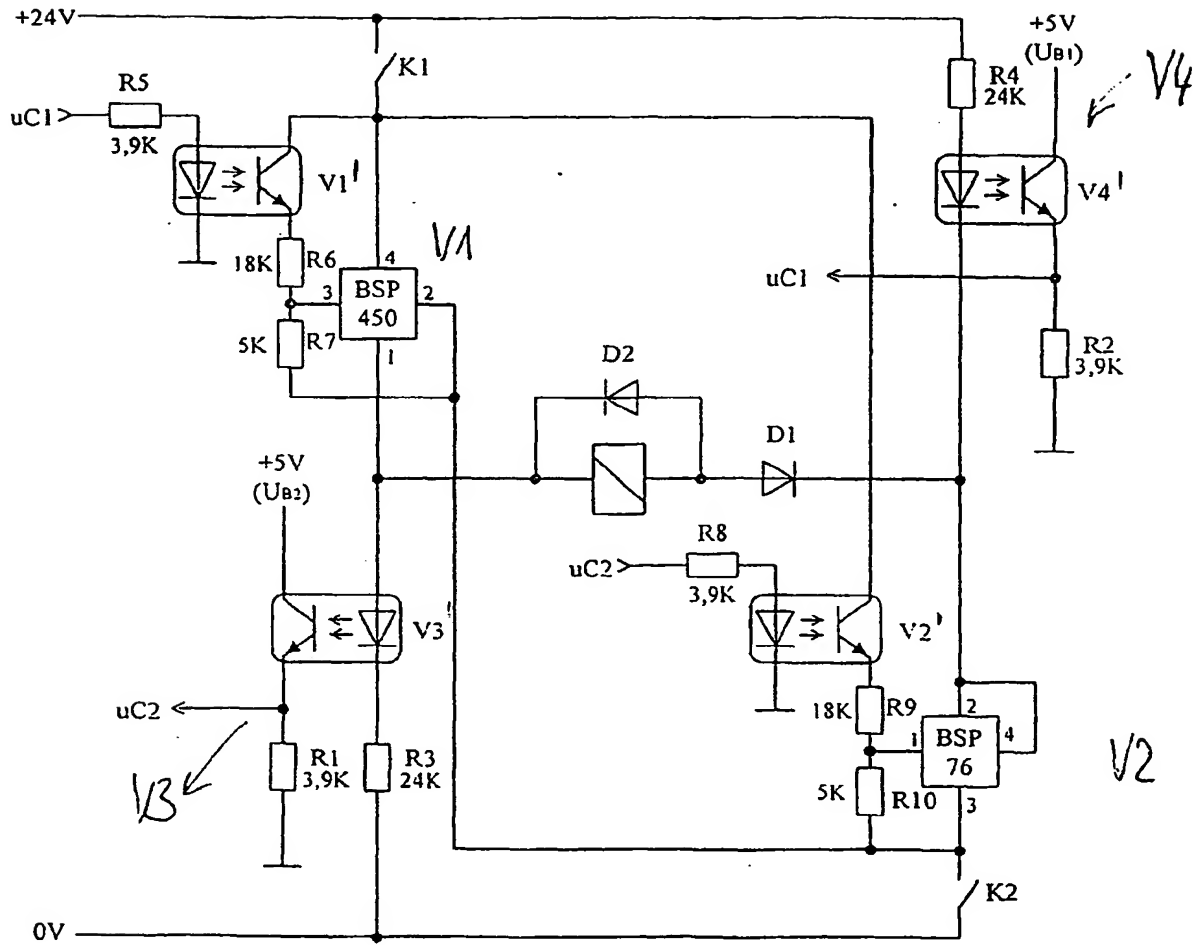 +24V
K1
+5V
(UB1)
R5
R4
24K
V4
uC1
3,9K
V1'
V4'
18K
R6
V1
4
3
BSP
450
2
uC1
5K
R7
1
D2
R2
3,9K
+5V
(UB2)
D1
R8
uC2
3,9K
V3'
V2'
uC2
18K
R9
2
1
BSP
76
4
V2
R1
3,9K
R3
24K
V3
5K
R10
3
K2
0V